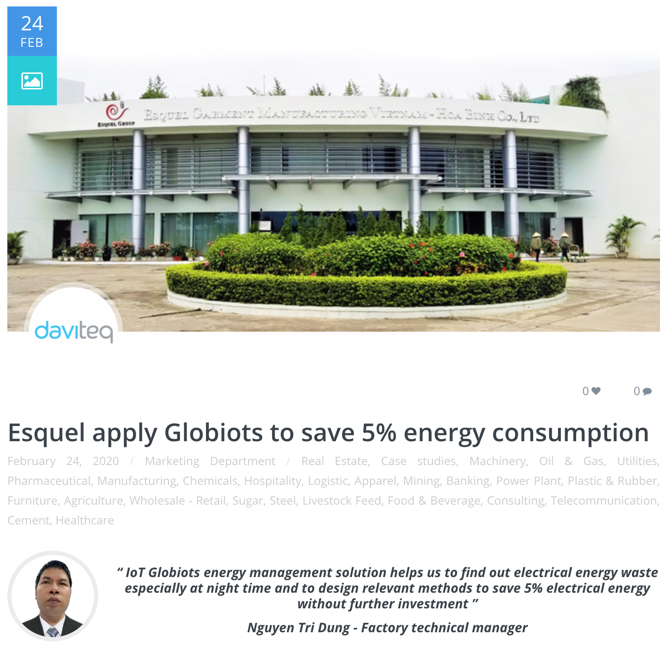 24
FEB
ESQUEL GROUP
ESQUEL GARMENT MANUFACTURING VIETNAM - HOA BINH CO., LTD
daviteq
0
0
Esquel apply Globiots to save 5% energy consumption
February 24, 2020 / Marketing Department / Real Estate, Case studies, Machinery, Oil & Gas, Utilities,
Pharmaceutical, Manufacturing, Chemicals, Hospitality, Logistic, Apparel, Mining, Banking, Power Plant, Plastic & Rubber,
Furniture, Agriculture, Wholesale - Retail, Sugar, Steel, Livestock Feed, Food & Beverage, Consulting, Telecommunication,
Cement, Healthcare
“ IoT Globiots energy management solution helps us to find out electrical energy waste
especially at night time and to design relevant methods to save 5% electrical energy
without further investment ”
Nguyen Tri Dung - Factory technical manager